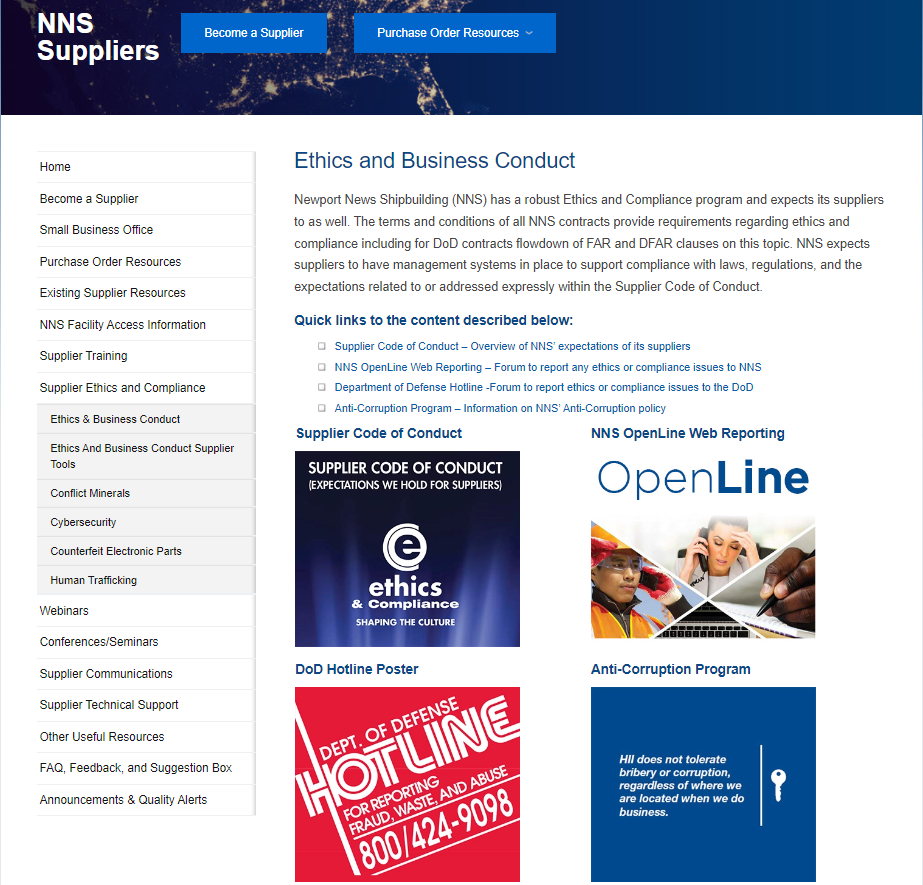 NNS
Suppliers
Become a Supplier
Purchase Order Resources
Home
Become a Supplier
Small Business Office
Purchase Order Resources
Existing Supplier Resources
NNS Facility Access Information
Supplier Training
Supplier Ethics and Compliance
Ethics & Business Conduct
Ethics And Business Conduct Supplier
Tools
Conflict Minerals
Cybersecurity
Counterfeit Electronic Parts
Human Trafficking
Webinars
Conferences/Seminars
Supplier Communications
Supplier Technical Support
Other Useful Resources
FAQ, Feedback, and Suggestion Box
Announcements & Quality Alerts
Ethics and Business Conduct
Newport News Shipbuilding (NNS) has a robust Ethics and Compliance program and expects its suppliers
to as well. The terms and conditions of all NNS contracts provide requirements regarding ethics and
compliance including for DoD contracts flowdown of FAR and DFAR clauses on this topic. NNS expects
suppliers to have management systems in place to support compliance with laws, regulations, and the
expectations related to or addressed expressly within the Supplier Code of Conduct.
Quick links to the content described below:
Supplier Code of Conduct – Overview of NNS' expectations of its suppliers
NNS OpenLine Web Reporting – Forum to report any ethics or compliance issues to NNS
Department of Defense Hotline -Forum to report ethics or compliance issues to the DoD
Anti-Corruption Program – Information on NNS' Anti-Corruption policy
Supplier Code of Conduct
SUPPLIER CODE OF CONDUCT
(EXPECTATIONS WE HOLD FOR SUPPLIERS)
e
ethics
& Compliance
SHAPING THE CULTURE
NNS OpenLine Web Reporting
OpenLine
DoD Hotline Poster
DEPT. OF DEFENSE
HOTLINE
FOR REPORTING
FRAUD, WASTE, AND ABUSE
800/424-9098
Anti-Corruption Program
HII does not tolerate
bribery or corruption,
regardless of where we
are located when we do
business.